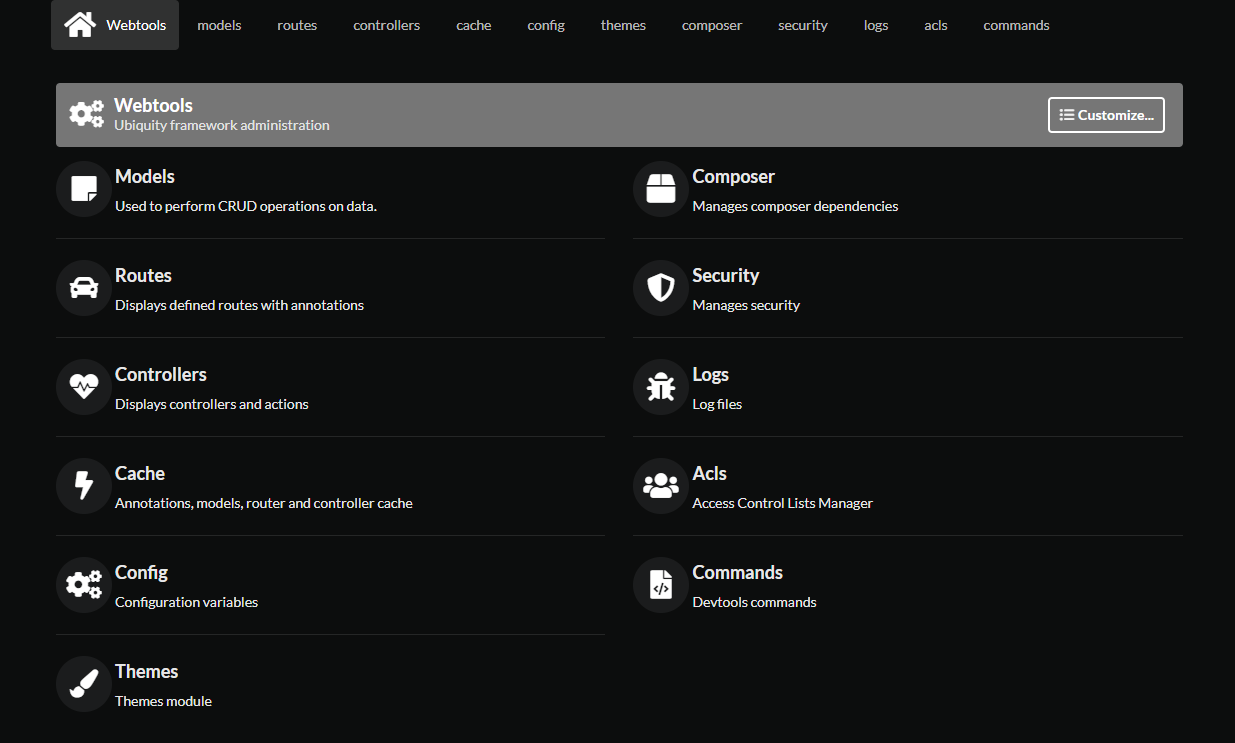 Webtools models routes controllers cache config themes composer security logs acls commands
Webtools
Ubiquity framework administration
Customize...
Models
Used to perform CRUD operations on data.
Routes
Displays defined routes with annotations
Controllers
Displays controllers and actions
Cache
Annotations, models, router and controller cache
Config
Configuration variables
Themes
Themes module
Composer
Manages composer dependencies
Security
Manages security
Logs
Log files
Acls
Access Control Lists Manager
Commands
Devtools commands